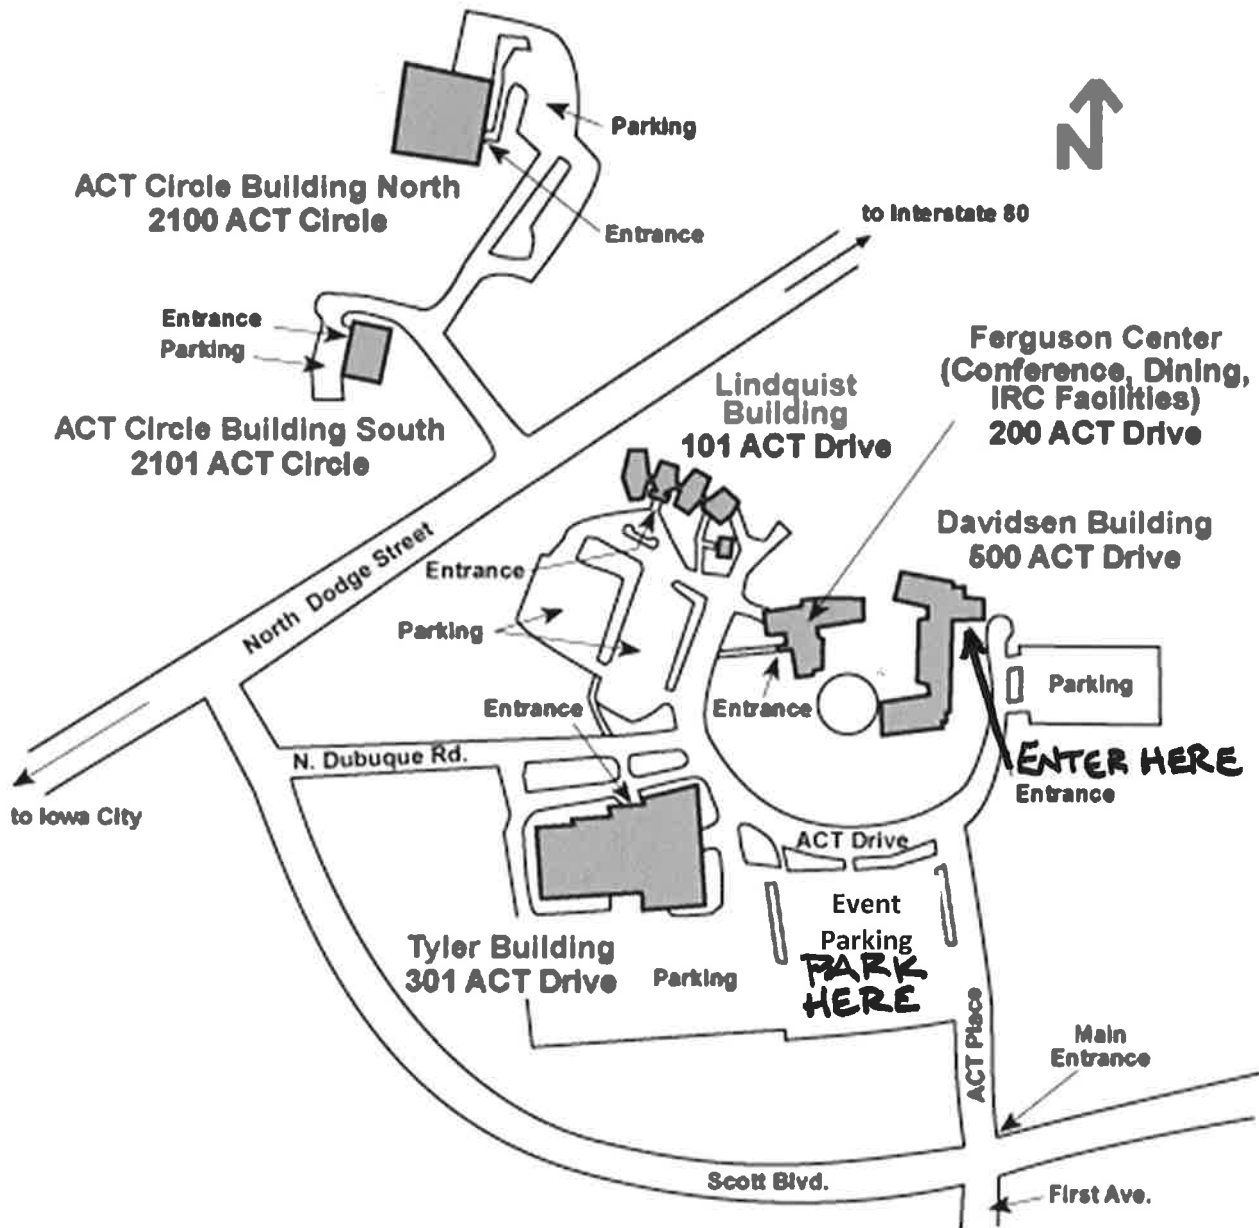 Parking
N
ACT Circle Building North
2100 ACT Circle
Entrance
to Interstate 80
Entrance
Parking
ACT Circle Building South
2101 ACT Circle
Ferguson Center
(Conference, Dining,
IRC Facilities)
200 ACT Drive
Lindquist
Building
101 ACT Drive
Davidsen Building
500 ACT Drive
North Dodge Street
Entrance
Parking
Entrance
Entrance
Parking
N. Dubuque Rd.
ENTER HERE
Entrance
to Iowa City
ACT Drive
Event
Parking
PARK
HERE
Tyler Building
301 ACT Drive
Parking
ACT Place
Main
Entrance
Scott Blvd.
First Ave.